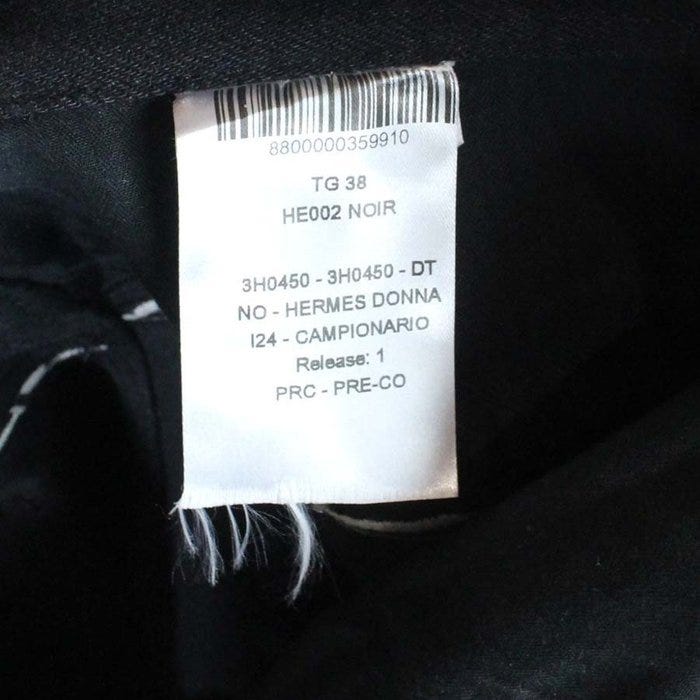 8800000359910
TG 38
HE002 NOIR
3H0450 - 3H0450 - DT
NO - HERMES DONNA
I24 - CAMPIONARIO
Release: 1
PRC - PRE-CO